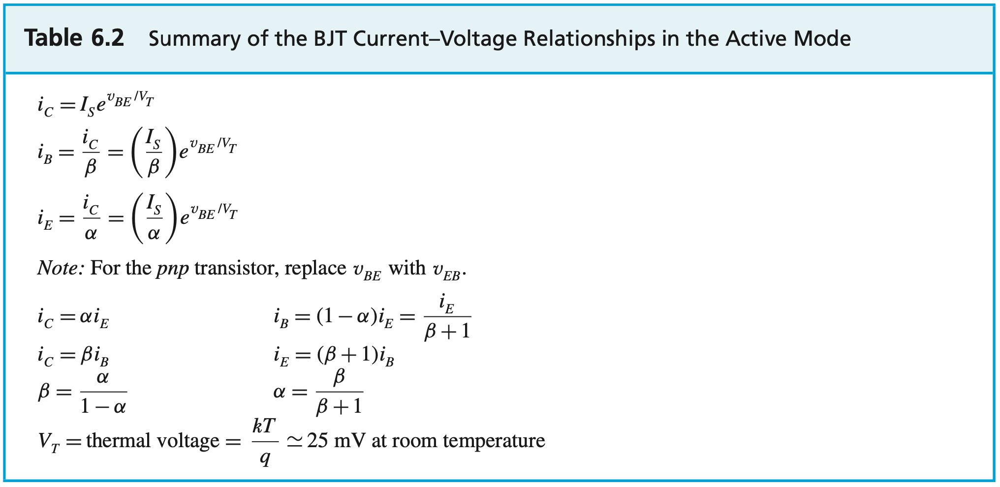 Table 6.2 Summary of the BJT Current–Voltage Relationships in the Active Mode
$i_C = I_S e^{v_{BE}/V_T}$
$i_B = \frac{i_C}{\beta} = \left(\frac{I_S}{\beta}\right) e^{v_{BE}/V_T}$
$i_E = \frac{i_C}{\alpha} = \left(\frac{I_S}{\alpha}\right) e^{v_{BE}/V_T}$
Note: For the pnp transistor, replace $v_{BE}$ with $v_{EB}$.
$i_C = \alpha i_E$ $i_B = (1 - \alpha) i_E = \frac{i_E}{\beta + 1}$
$i_C = \beta i_B$ $i_E = (\beta + 1) i_B$
$\beta = \frac{\alpha}{1 - \alpha}$ $\alpha = \frac{\beta}{\beta + 1}$
$V_T = \text{thermal voltage} = \frac{kT}{q} \simeq 25 \text{ mV at room temperature}$